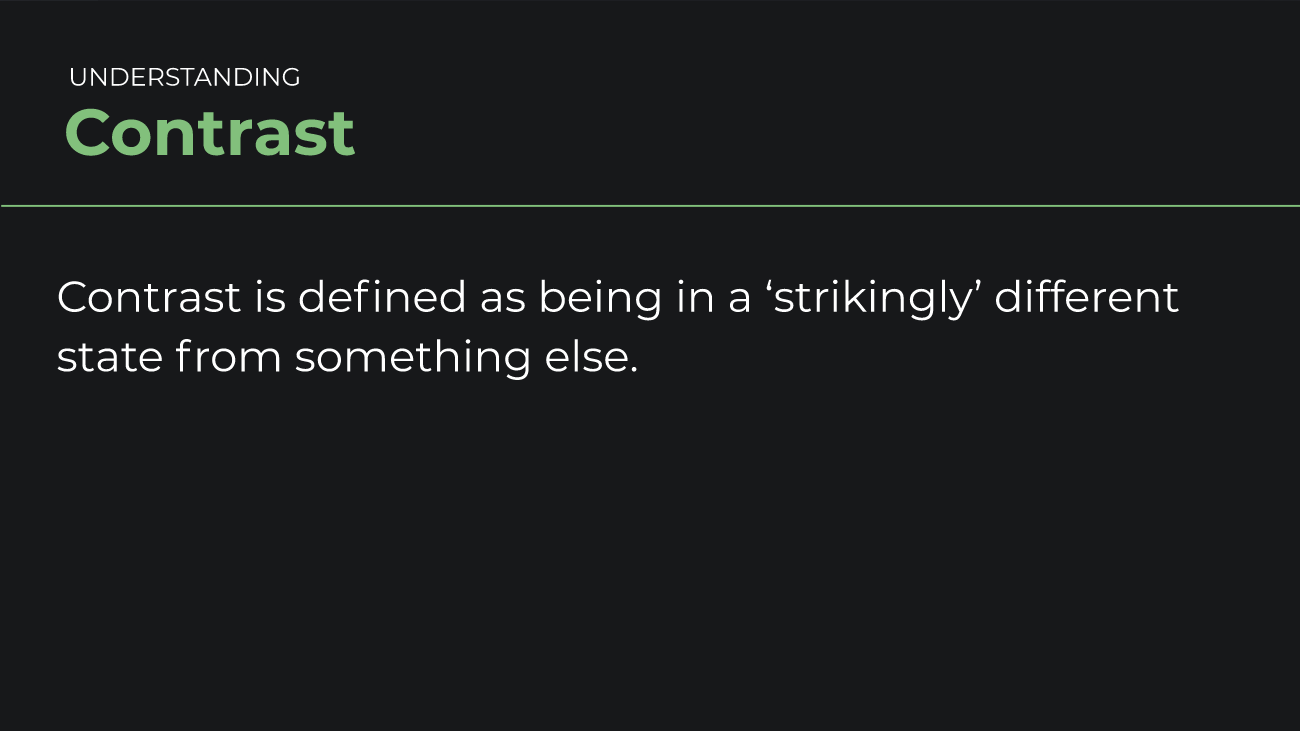 UNDERSTANDING
Contrast
Contrast is defined as being in a ‘strikingly’ different
state from something else.